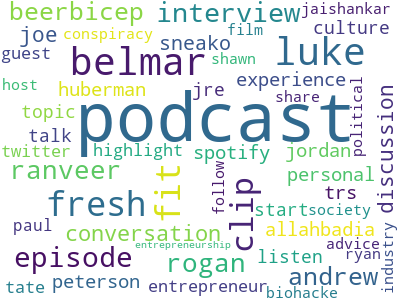 beerbicep interview jaishankar
conspiracy film culture
joe sneako
guest belmar shawn luke
host huberman jre experience
share
podcast
topic
talk highlight spotify jordan
twitter
ranveer fit clip follow personal political discussion
fresh trs
start society
paul conversation allahbadia
entrepreneurship advice
episode rogan listen ryan
tate peterson entrepreneur andrew industry
biohacke